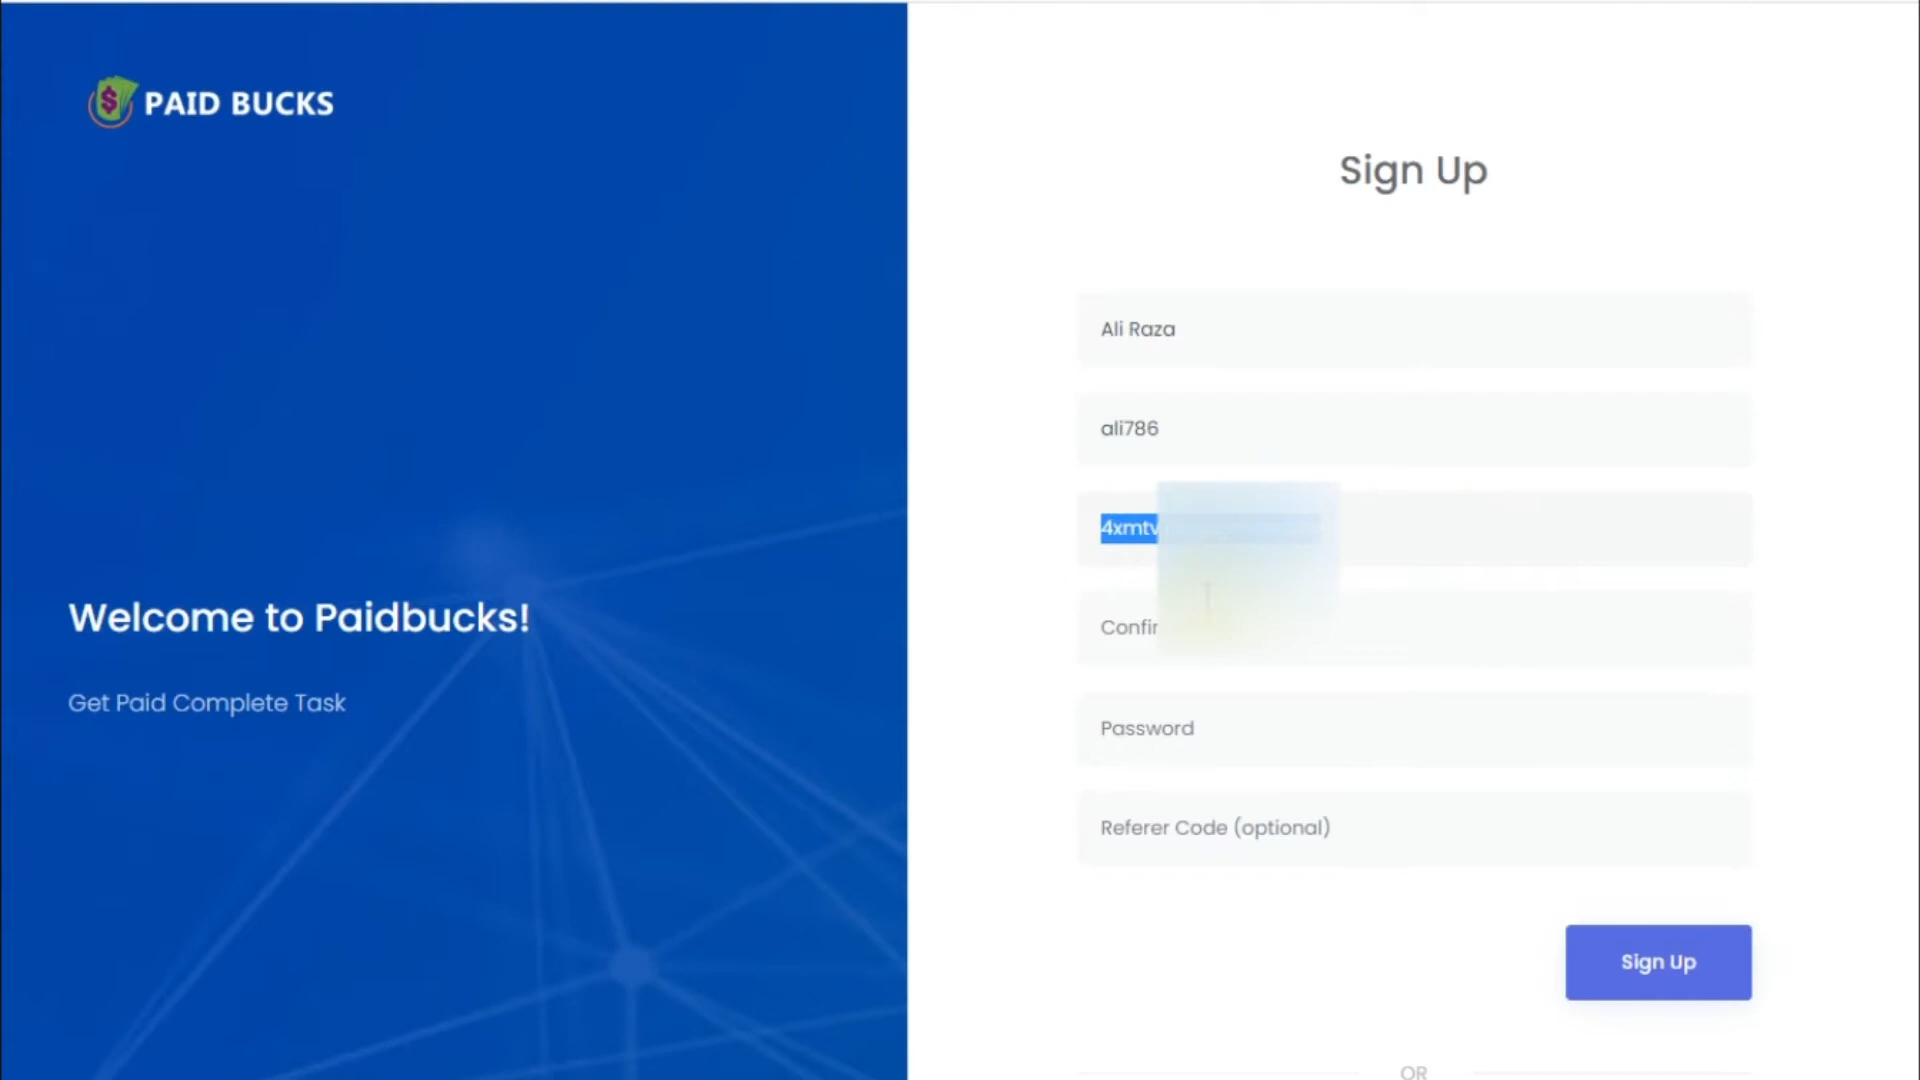 PAID BUCKS
Welcome to Paidbucks!
Get Paid Complete Task
Sign Up
Ali Raza
ali786
4xmtv
Confir
Password
Referer Code (optional)
Sign Up
OR